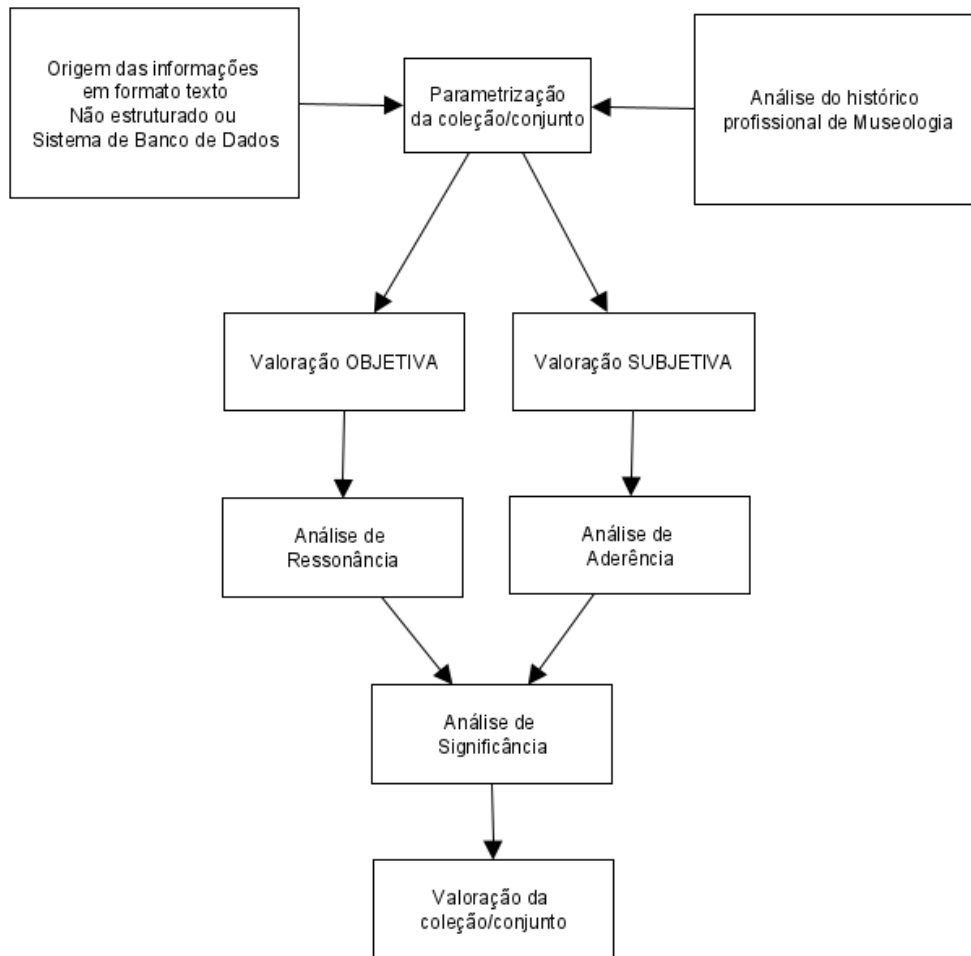 Origem das informações
em formato texto
Não estruturado ou
Sistema de Banco de Dados
Parametrização
da coleção/conjunto
Análise do histórico
profissional de Museologia
Valoração OBJETIVA
Valoração SUBJETIVA
Análise de
Ressonância
Análise de
Aderência
Análise de
Significância
Valoração da
coleção/conjunto